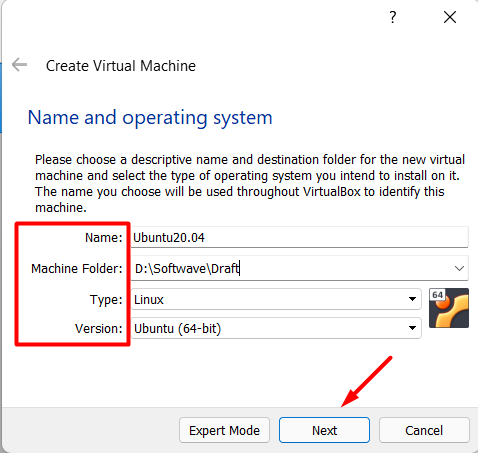 ?
Create Virtual Machine
Name and operating system
Please choose a descriptive name and destination folder for the new virtual
machine and select the type of operating system you intend to install on it.
The name you choose will be used throughout VirtualBox to identify this
machine.
Name: Ubuntu20.04
Machine Folder: D:\Softwave\Draft
Type: Linux
64
Version: Ubuntu (64-bit)
Expert Mode Next Cancel